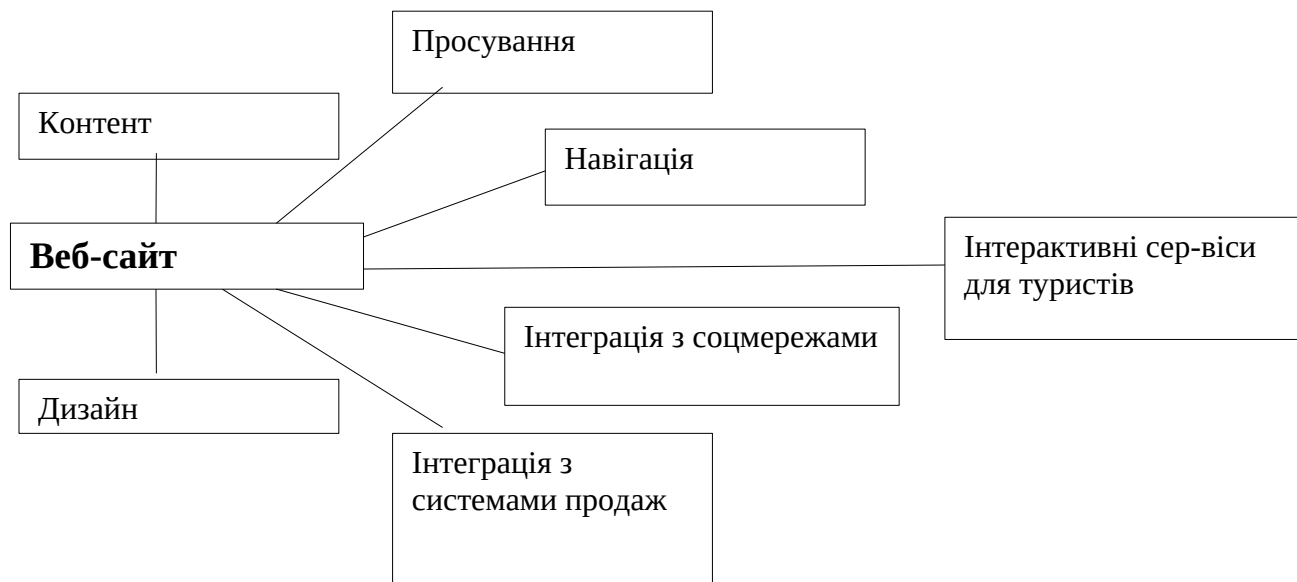 Просування
Контент
Навігація
Веб-сайт
Інтерактивні сер-віси
для туристів
Інтеграція з соцмережами
Дизайн
Інтеграція з
системами продаж